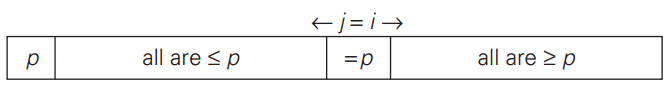 ← j = i →
p all are ≤ p = p all are ≥ p